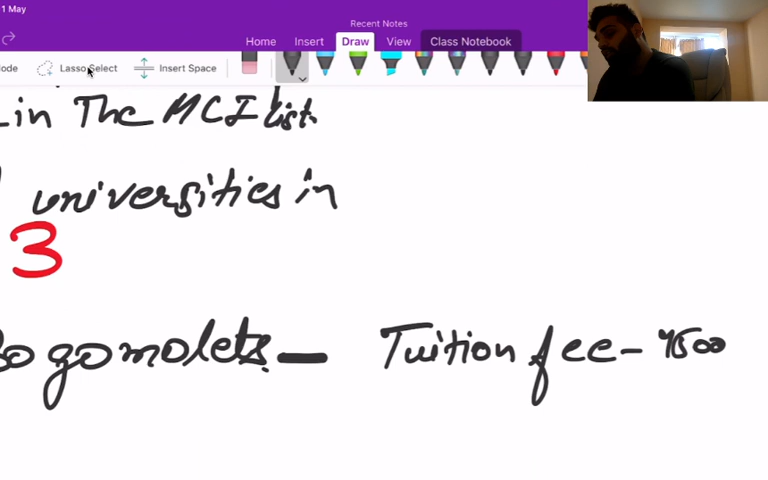 1 May
Recent Notes
Home Insert Draw View Class Notebook
ode Lasso Select Insert Space
in The MCI list.
universities in
3
ogomolets – Tuition fee – 4500